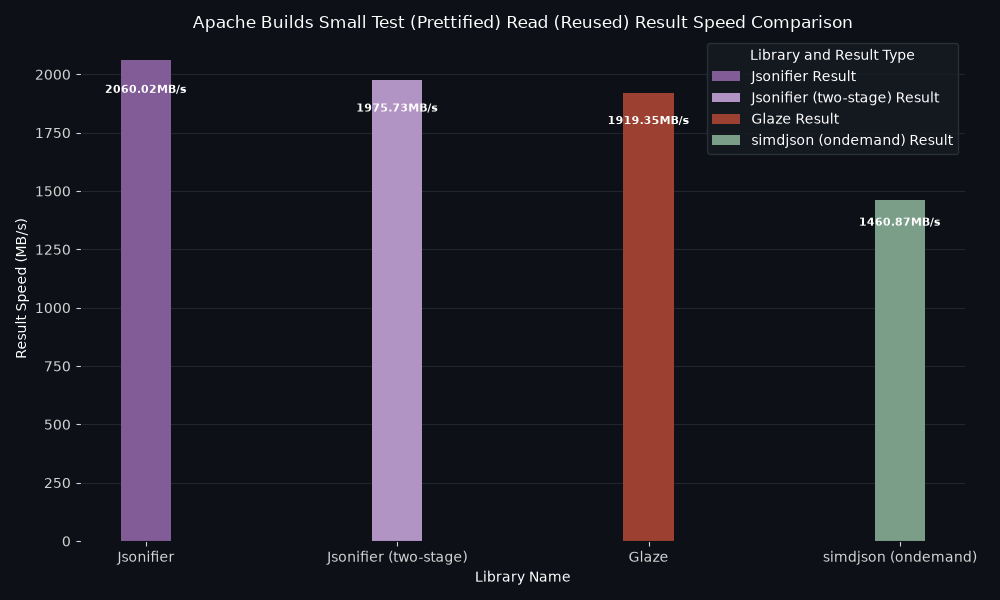 Apache Builds Small Test (Prettified) Read (Reused) Result Speed Comparison
Library and Result Type
Jsonifier Result
Jsonifier (two-stage) Result
Glaze Result
simdjson (ondemand) Result
2060.02MB/s
1975.73MB/s
1919.35MB/s
1460.87MB/s
Result Speed (MB/s)
2000
1750
1500
1250
1000
750
500
250
0
Jsonifier
Jsonifier (two-stage)
Glaze
simdjson (ondemand)
Library Name